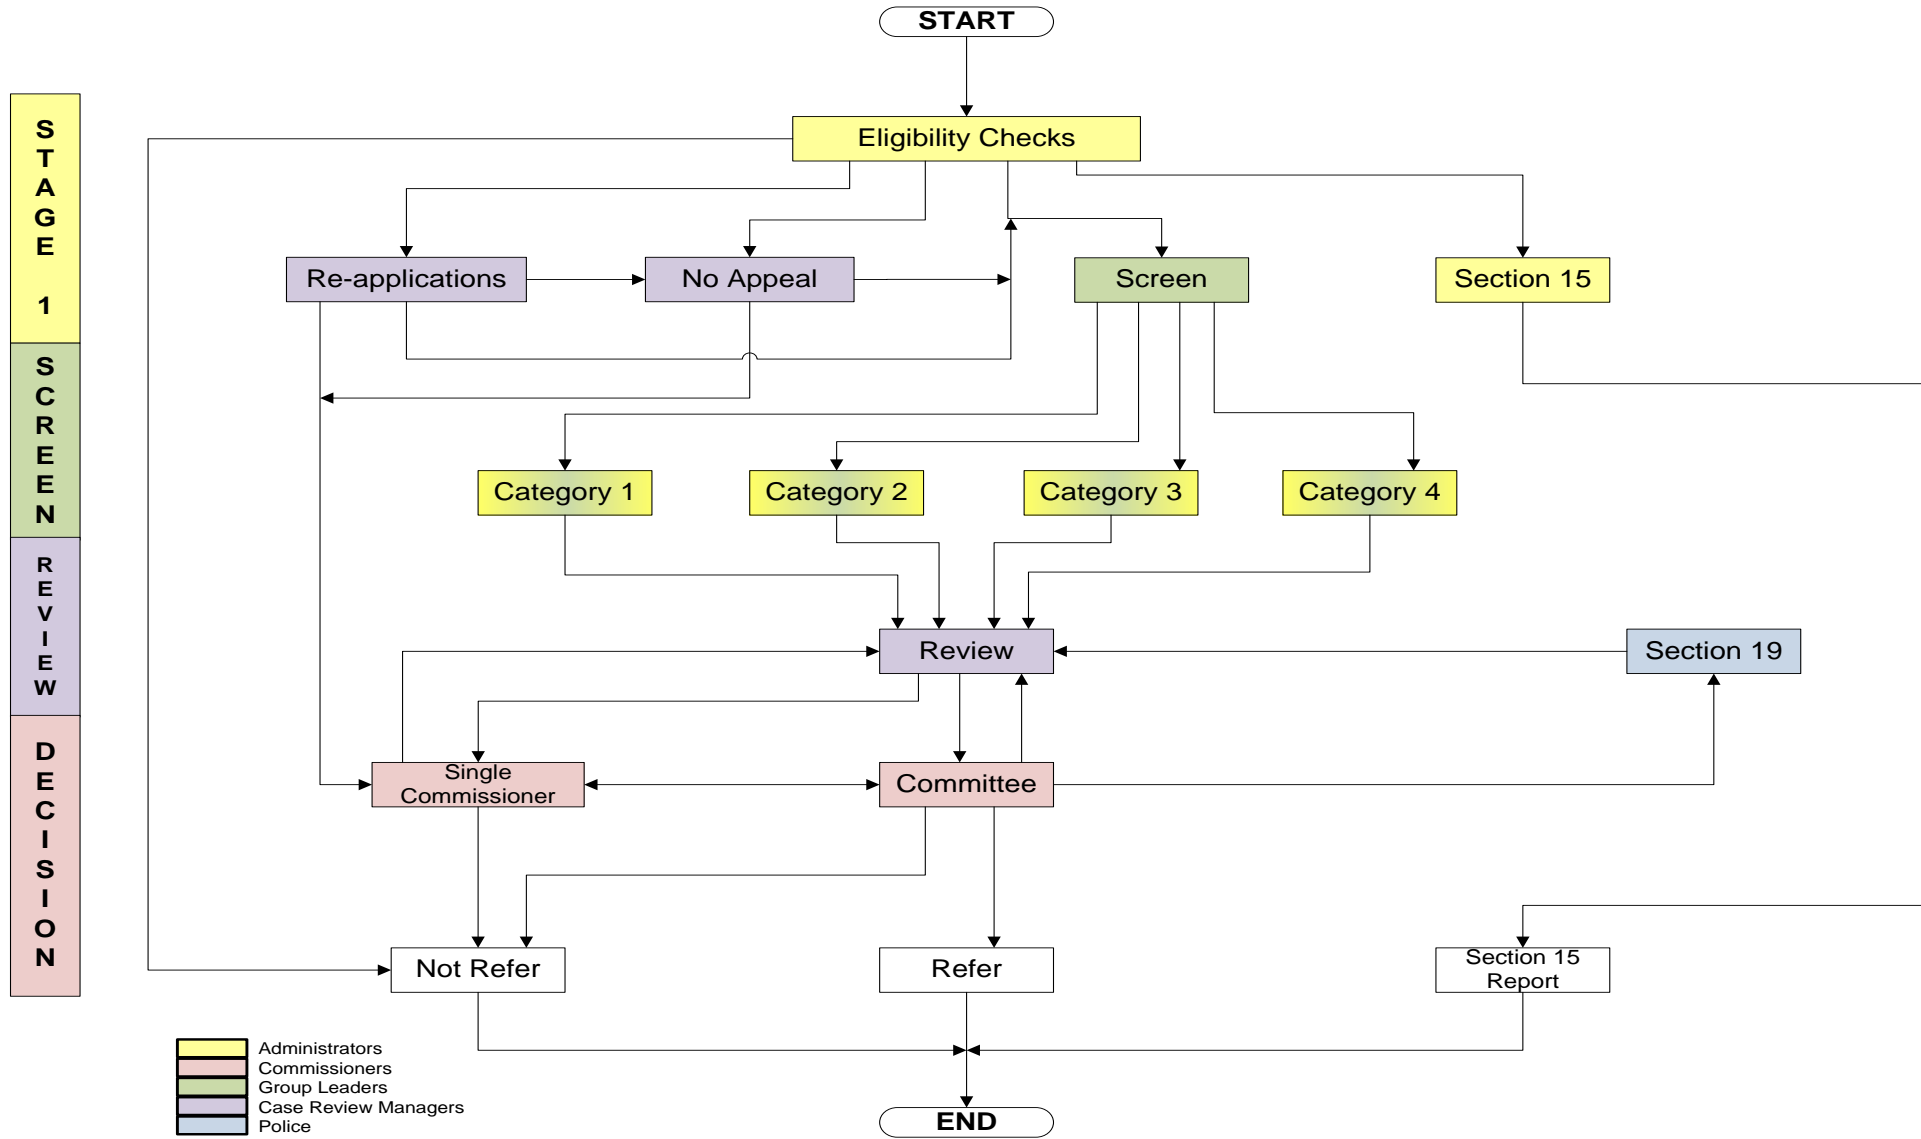 START
STAGE 1
SCREEN
REVIEW
DECISION
Eligibility Checks
Re-applications
No Appeal
Screen
Section 15
Category 1
Category 2
Category 3
Category 4
Review
Section 19
Single
Commissioner
Committee
Not Refer
Refer
Section 15
Report
Administrators
Commissioners
Group Leaders
Case Review Managers
Police
END